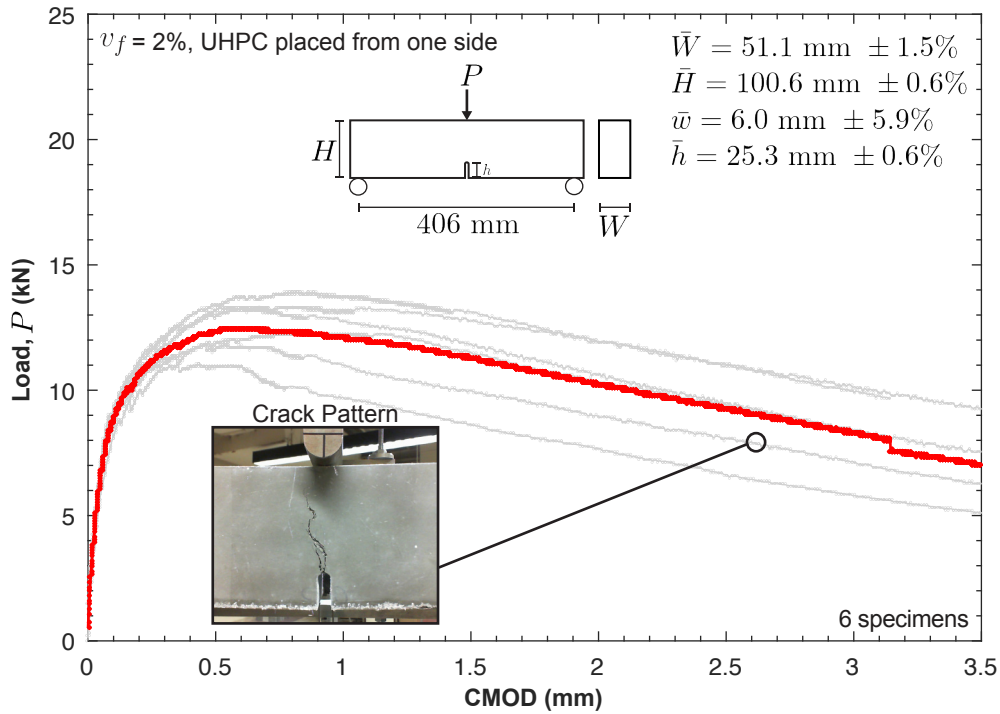 25
20
15
10
5
0
Load, P (kN)
v_f = 2%, UHPC placed from one side
P
H
h
406 mm
W
W̄ = 51.1 mm ± 1.5%
H̄ = 100.6 mm ± 0.6%
w̄ = 6.0 mm ± 5.9%
h̄ = 25.3 mm ± 0.6%
Crack Pattern
6 specimens
0 0.5 1 1.5 2 2.5 3 3.5
CMOD (mm)